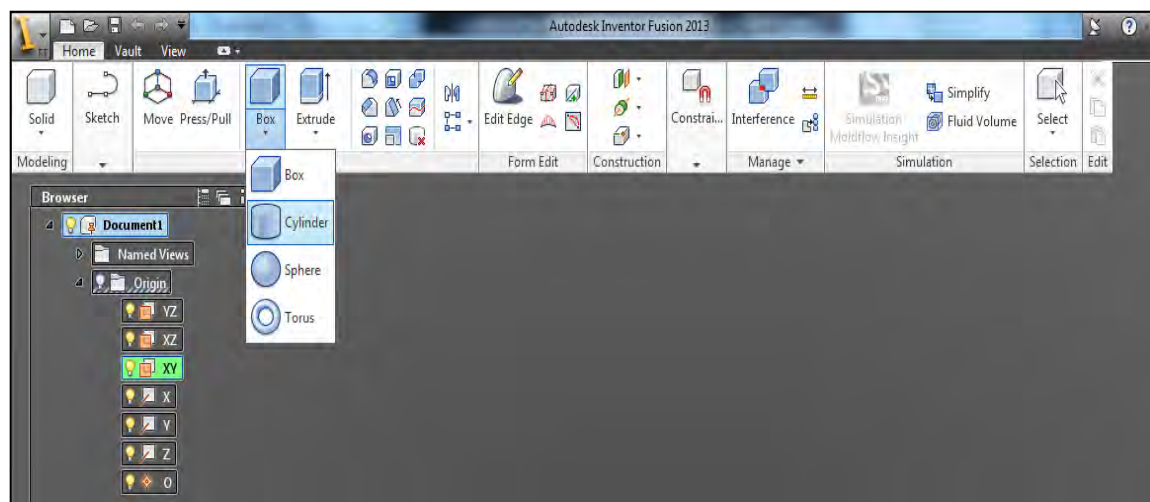 Autodesk Inventor Fusion 2013
Home Vault View
Solid Sketch Move Press/Pull Box Extrude Edit Edge Constrai... Interference Simulation Moldflow Insight Simplify Fluid Volume Select
Modeling Form Edit Construction Manage Simulation Selection Edit
Box
Cylinder
Sphere
Torus
Browser
Document1
Named Views
Origin
YZ
XZ
XY
X
Y
Z
O